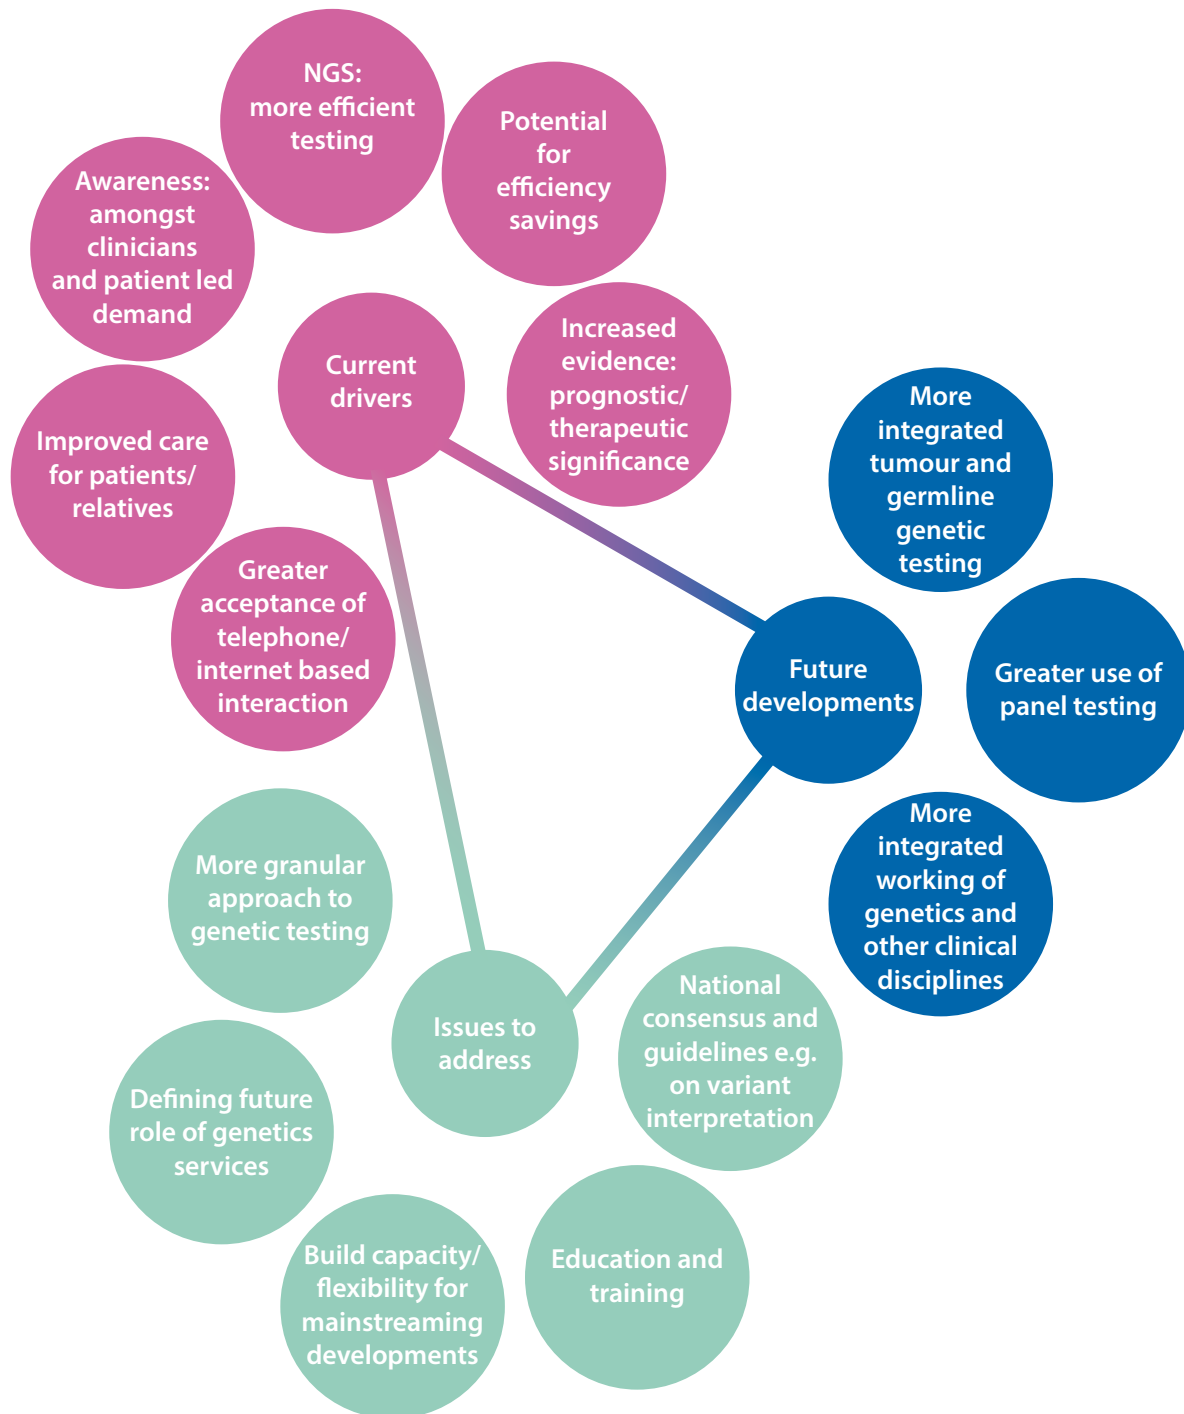 NGS:
more efficient
testing
Potential
for
efficiency
savings
Awareness:
amongst
clinicians
and patient led
demand
Increased
evidence:
prognostic/
therapeutic
significance
Current
drivers
Improved care
for patients/
relatives
Greater
acceptance of
telephone/
internet based
interaction
More
integrated
tumour and
germline
genetic
testing
Future
developments
Greater use of
panel testing
More
integrated
working of
genetics and
other clinical
disciplines
More granular
approach to
genetic testing
Issues to
address
National
consensus and
guidelines e.g.
on variant
interpretation
Defining future
role of genetics
services
Build capacity/
flexibility for
mainstreaming
developments
Education and
training